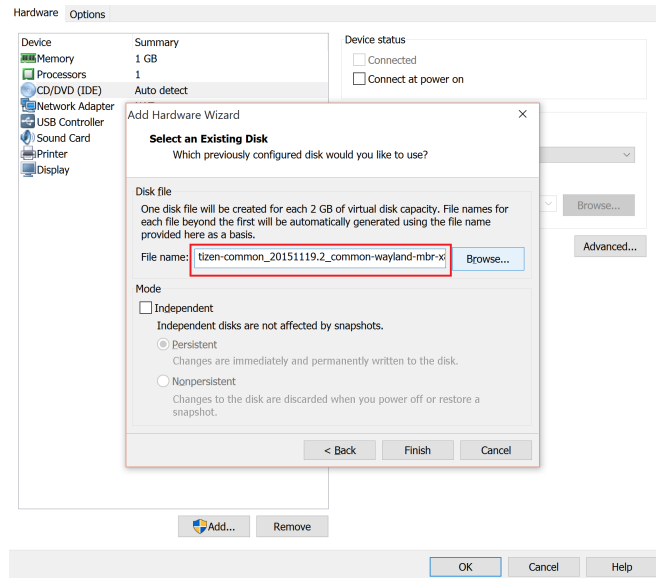 Hardware Options
Device Summary
Memory 1 GB
Processors 1
CD/DVD (IDE) Auto detect
Network Adapter
USB Controller
Sound Card
Printer
Display
Device status
Connected
Connect at power on
Browse...
Advanced...
Add Hardware Wizard
Select an Existing Disk
Which previously configured disk would you like to use?
Disk file
One disk file will be created for each 2 GB of virtual disk capacity. File names for
each file beyond the first will be automatically generated using the file name
provided here as a basis.
File name: tizen-common_20151119.2_common-wayland-mbr-x8
Browse...
Mode
Independent
Independent disks are not affected by snapshots.
Persistent
Changes are immediately and permanently written to the disk.
Nonpersistent
Changes to the disk are discarded when you power off or restore a
snapshot.
< Back Finish Cancel
Add... Remove
OK Cancel Help